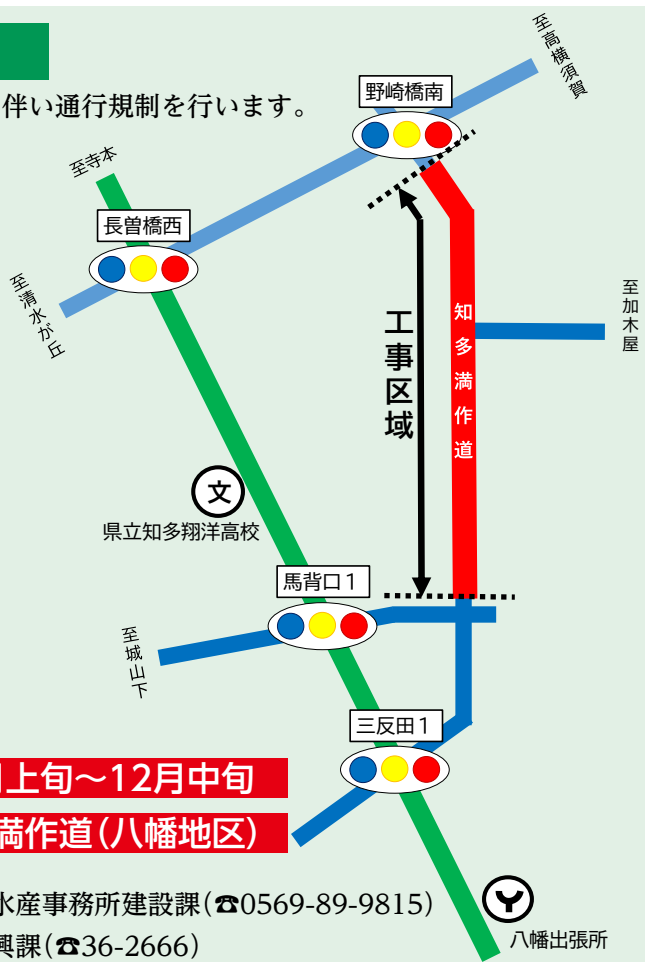 至高横須賀
野崎橋南
伴い通行規制を行います。
至寺本
長曽橋西
至清水が丘
至加木屋
知多満作道
工事区域
文
県立知多翔洋高校
馬背口1
至城山下
三反田1
上旬～12月中旬
満作道(八幡地区)
水産事務所建設課(☎0569-89-9815)
八幡出張所
興課(☎36-2666)